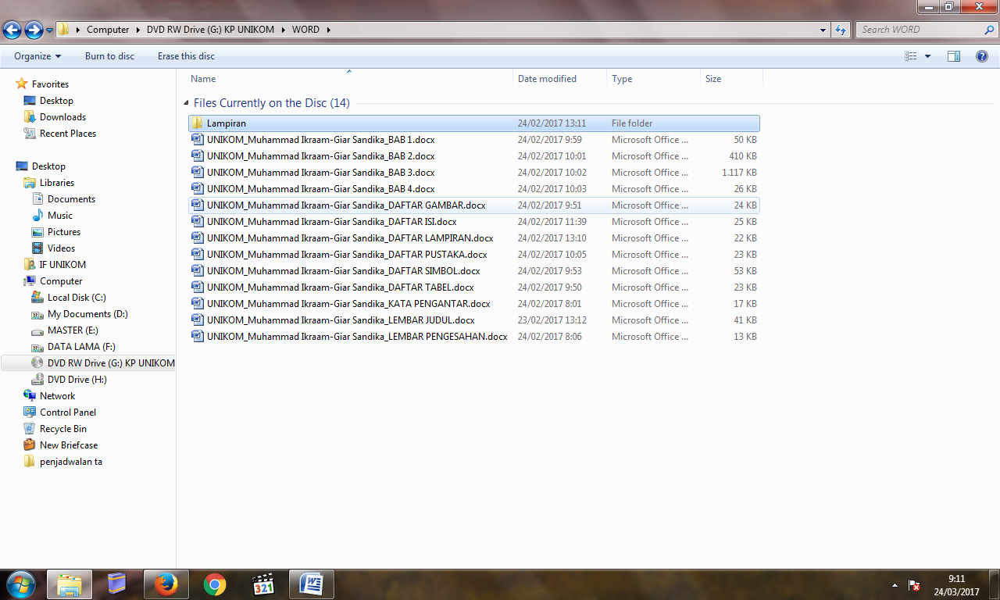 Computer DVD RW Drive (G:) KP UNIKOM WORD Search WORD
Organize Burn to disc Erase this disc
Favorites
Desktop
Downloads
Recent Places
Desktop
Libraries
Documents
Music
Pictures
Videos
IF UNIKOM
Computer
Local Disk (C:)
My Documents (D:)
MASTER (E:)
DATA LAMA (F:)
DVD RW Drive (G:) KP UNIKOM
DVD Drive (H:)
Network
Control Panel
Recycle Bin
New Briefcase
penjadwalan ta
Name Date modified Type Size
Files Currently on the Disc (14)
Lampiran 24/02/2017 13:11 File folder
UNIKOM_Muhammad Ikraam-Giar Sandika_BAB 1.docx 24/02/2017 9:59 Microsoft Office ... 50 KB
UNIKOM_Muhammad Ikraam-Giar Sandika_BAB 2.docx 24/02/2017 10:01 Microsoft Office ... 410 KB
UNIKOM_Muhammad Ikraam-Giar Sandika_BAB 3.docx 24/02/2017 10:02 Microsoft Office ... 1.117 KB
UNIKOM_Muhammad Ikraam-Giar Sandika_BAB 4.docx 24/02/2017 10:03 Microsoft Office ... 26 KB
UNIKOM_Muhammad Ikraam-Giar Sandika_DAFTAR GAMBAR.docx 24/02/2017 9:51 Microsoft Office ... 24 KB
UNIKOM_Muhammad Ikraam-Giar Sandika_DAFTAR ISI.docx 24/02/2017 11:39 Microsoft Office ... 25 KB
UNIKOM_Muhammad Ikraam-Giar Sandika_DAFTAR LAMPIRAN.docx 24/02/2017 13:10 Microsoft Office ... 22 KB
UNIKOM_Muhammad Ikraam-Giar Sandika_DAFTAR PUSTAKA.docx 24/02/2017 10:05 Microsoft Office ... 23 KB
UNIKOM_Muhammad Ikraam-Giar Sandika_DAFTAR SIMBOL.docx 24/02/2017 9:53 Microsoft Office ... 53 KB
UNIKOM_Muhammad Ikraam-Giar Sandika_DAFTAR TABEL.docx 24/02/2017 9:50 Microsoft Office ... 23 KB
UNIKOM_Muhammad Ikraam-Giar Sandika_KATA PENGANTAR.docx 24/02/2017 8:01 Microsoft Office ... 17 KB
UNIKOM_Muhammad Ikraam-Giar Sandika_LEMBAR JUDUL.docx 23/02/2017 13:12 Microsoft Office ... 41 KB
UNIKOM_Muhammad Ikraam-Giar Sandika_LEMBAR PENGESAHAN.docx 24/02/2017 8:06 Microsoft Office ... 13 KB
321
9:11
24/03/2017